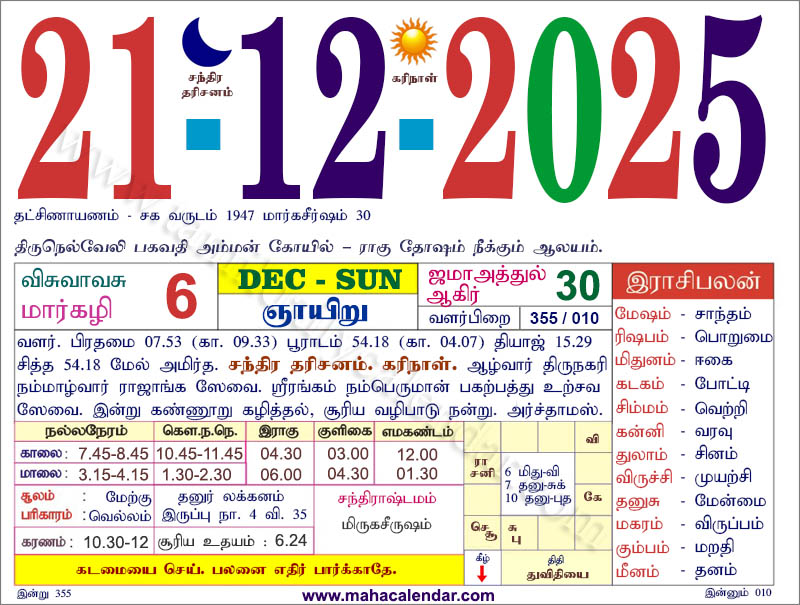 21-12-2025
சந்திர
தரிசனம்
கரிநாள்
தட்சிணாயணம் - சக வருடம் 1947 மார்கசீர்ஷம் 30
திருநெல்வேலி பகவதி அம்மன் கோயில் – ராகு தோஷம் நீக்கும் ஆலயம்.
விசுவாவசு
மார்கழி
6
DEC - SUN
ஞாயிறு
ஜமாஅத்துல்
ஆகிர்
30
வளர்பிறை
355 / 010
வளர். பிரதமை 07.53 (கா. 09.33) பூராடம் 54.18 (கா. 04.07) தியாஜ் 15.29
சித்த 54.18 மேல் அமிர்த. சந்திர தரிசனம். கரிநாள். ஆழ்வார் திருநகரி
நம்மாழ்வார் ராஜாங்க ஸேவை. ஸ்ரீரங்கம் நம்பெருமான் பகற்பத்து உற்சவ
ஸேவை. இன்று கண்ணூறு கழித்தல், சூரிய வழிபாடு நன்று. அர்ச்தாமஸ்.
நல்லநேரம் கௌ.ந.நெ. இராகு குளிகை எமகண்டம்
காலை: 7.45-8.45 10.45-11.45 04.30 03.00 12.00
மாலை: 3.15-4.15 1.30-2.30 06.00 04.30 01.30
சூலம் : மேற்கு
பரிகாரம் : வெல்லம்
தனுர் லக்கனம்
இருப்பு நா. 4 வி. 35
சந்திராஷ்டமம்
மிருகசீருஷம்
கரணம்: 10.30-12 சூரிய உதயம் : 6.24
கடமையை செய். பலனை எதிர் பார்க்காதே.
வி
ரா
சனி
6 மிது-வி
7 தனு-சுக்
10 தனு-புத
கே
செ
சூ
சு
பு
கீழ்
திதி
துவிதியை
இராசிபலன்
மேஷம் - சாந்தம்
ரிஷபம் - பொறுமை
மிதுனம் - ஈகை
கடகம் - போட்டி
சிம்மம் - வெற்றி
கன்னி - வரவு
துலாம் - சினம்
விருச்சி - முயற்சி
தனுசு - மேன்மை
மகரம் - விருப்பம்
கும்பம் - மறதி
மீனம் - தனம்
இன்று 355
www.mahacalendar.com
இன்னும் 010